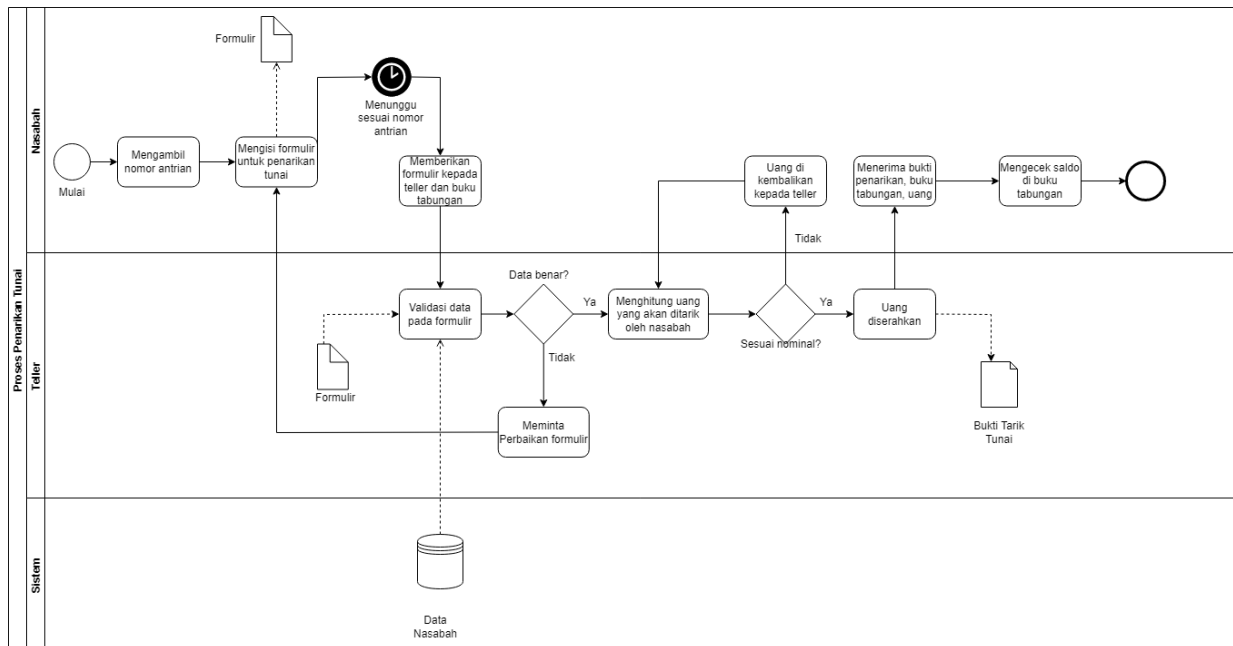 Proses Penarikan Tunai
Nasabah
Formulir
Mulai
Mengambil
nomor antrian
Mengisi formulir
untuk penarikan
tunai
Menunggu
sesuai nomor
antrian
Memberikan
formulir kepada
teller dan buku
tabungan
Uang di
kembalikan
kepada teller
Menerima bukti
penarikan, buku
tabungan, uang
Mengecek saldo
di buku
tabungan
Tidak
Teller
Formulir
Validasi data
pada formulir
Data benar?
Ya
Tidak
Meminta
Perbaikan formulir
Menghitung uang
yang akan ditarik
oleh nasabah
Sesuai nominal?
Ya
Uang
diserahkan
Bukti Tarik
Tunai
Sistem
Data
Nasabah